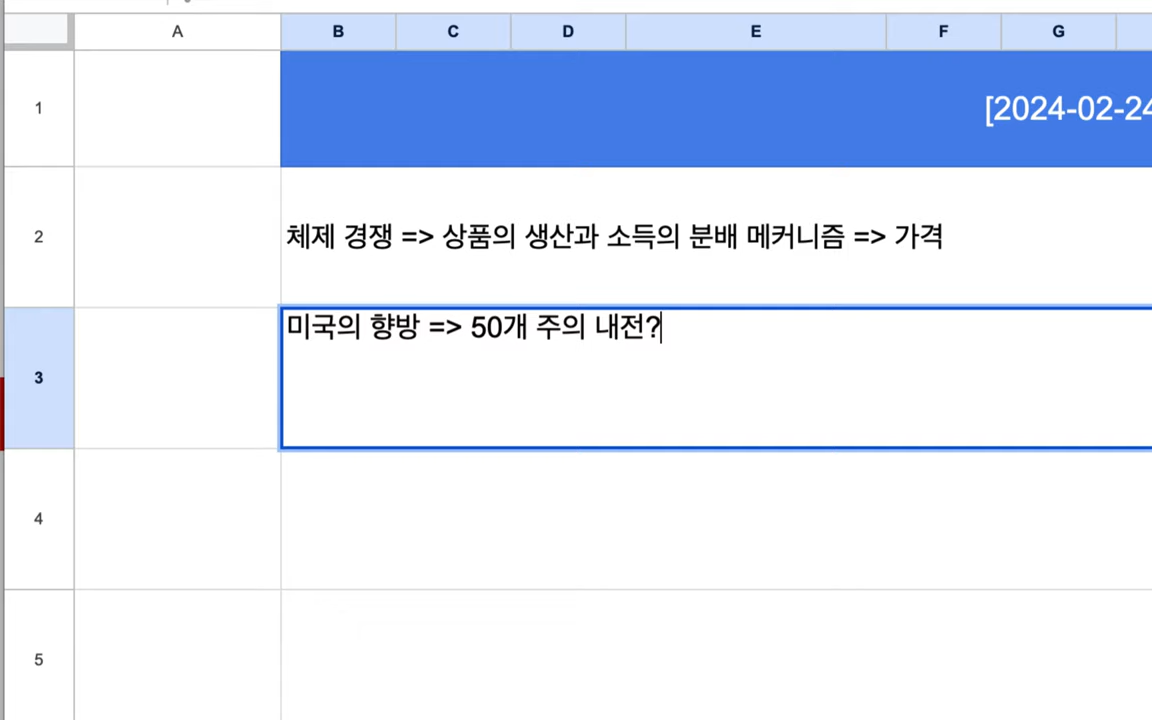 A B C D E F G
1 [2024-02-24
2 체제 경쟁 => 상품의 생산과 소득의 분배 메커니즘 => 가격
3 미국의 향방 => 50개 주의 내전?
4
5